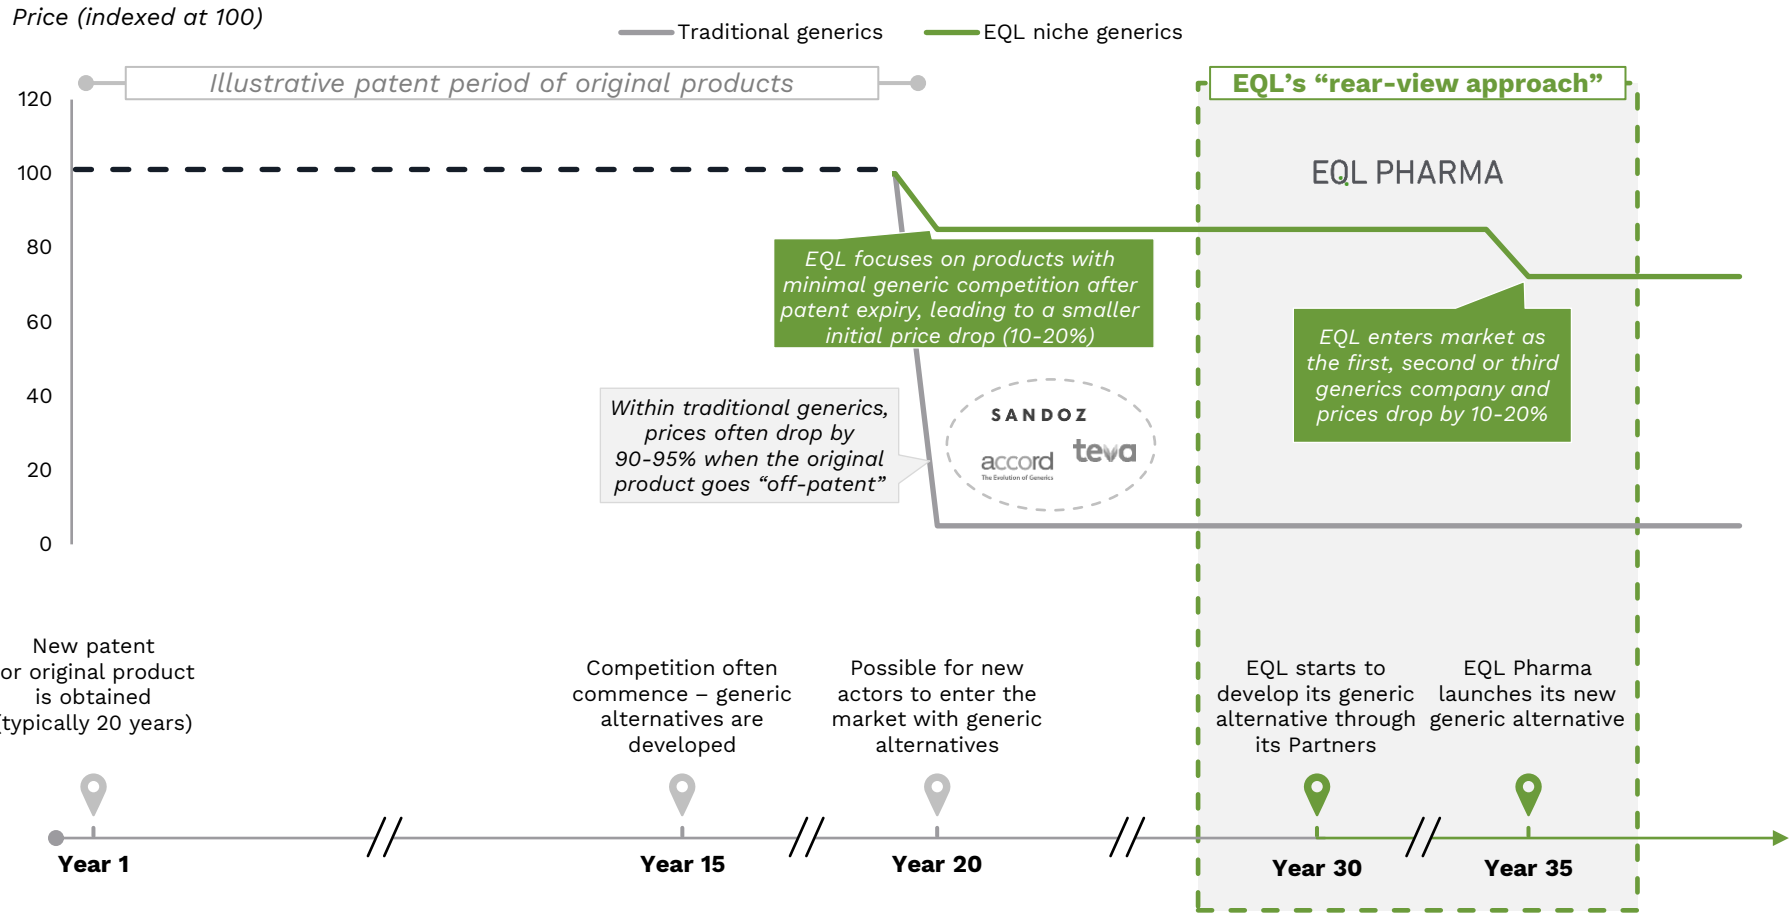 Price (indexed at 100)
Traditional generics
EQL niche generics
Illustrative patent period of original products
EQL’s “rear-view approach”
120
100
80
60
40
20
0
EQL PHARMA
EQL focuses on products with
minimal generic competition after
patent expiry, leading to a smaller
initial price drop (10-20%)
EQL enters market as
the first, second or third
generics company and
prices drop by 10-20%
Within traditional generics,
prices often drop by
90-95% when the original
product goes “off-patent”
SANDOZ
accord
The Evolution of Generics
teva
New patent
or original product
is obtained
(typically 20 years)
Competition often
commence – generic
alternatives are
developed
Possible for new
actors to enter the
market with generic
alternatives
EQL starts to
develop its generic
alternative through
its Partners
EQL Pharma
launches its new
generic alternative
Year 1
Year 15
Year 20
Year 30
Year 35